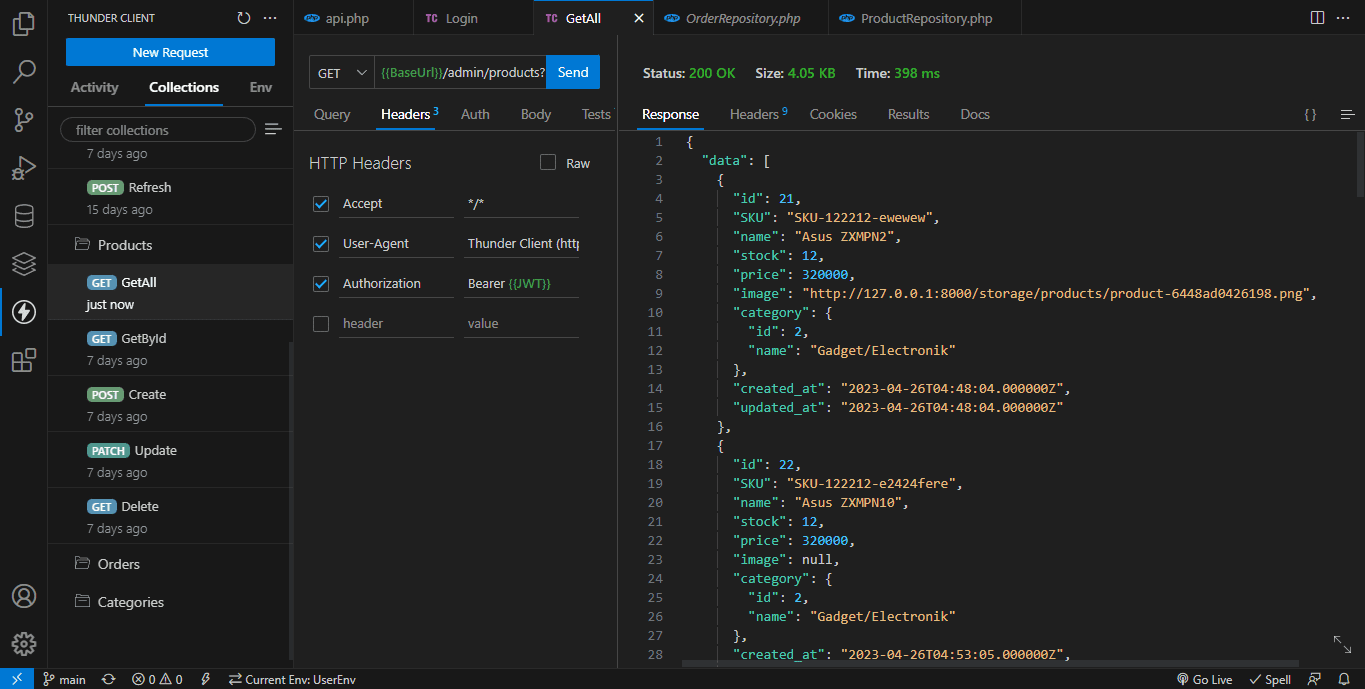 THUNDER CLIENT
New Request
Activity Collections Env
filter collections
7 days ago
POST Refresh
15 days ago
Products
GET GetAll
just now
GET GetById
7 days ago
POST Create
7 days ago
PATCH Update
7 days ago
GET Delete
7 days ago
Orders
Categories
php api.php TC Login TC GetAll php OrderRepository.php php ProductRepository.php
GET {{BaseUrl}}/admin/products? Send
Query Headers 3 Auth Body Tests
HTTP Headers Raw
Accept */*
User-Agent Thunder Client (http
Authorization Bearer {{JWT}}
header value
Status: 200 OK Size: 4.05 KB Time: 398 ms
Response Headers 9 Cookies Results Docs {}
1 {
2 "data": [
3 {
4 "id": 21,
5 "SKU": "SKU-122212-ewewew",
6 "name": "Asus ZXMPN2",
7 "stock": 12,
8 "price": 320000,
9 "image": "http://127.0.0.1:8000/storage/products/product-6448ad0426198.png",
10 "category": {
11 "id": 2,
12 "name": "Gadget/Electronik"
13 },
14 "created_at": "2023-04-26T04:48:04.000000Z",
15 "updated_at": "2023-04-26T04:48:04.000000Z"
16 },
17 {
18 "id": 22,
19 "SKU": "SKU-122212-e2424fere",
20 "name": "Asus ZXMPN10",
21 "stock": 12,
22 "price": 320000,
23 "image": null,
24 "category": {
25 "id": 2,
26 "name": "Gadget/Electronik"
27 },
28 "created_at": "2023-04-26T04:53:05.000000Z",
main 0 0 Current Env: UserEnv Go Live Spell